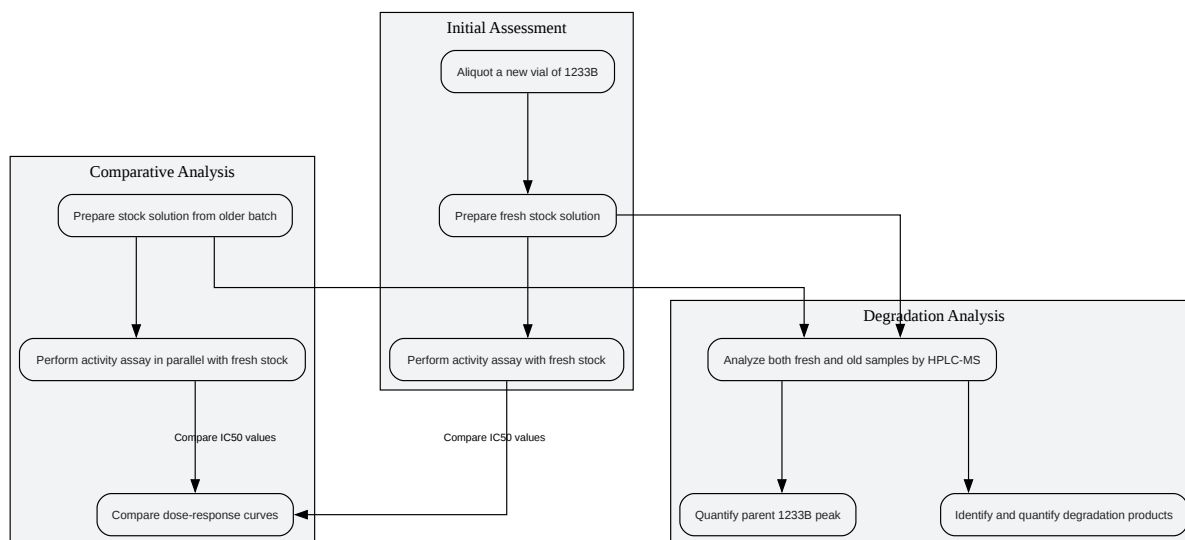 Initial Assessment
Aliquot a new vial of 1233B
Comparative Analysis
Prepare stock solution from older batch
Prepare fresh stock solution
Degradation Analysis
Perform activity assay in parallel with fresh stock
Perform activity assay with fresh stock
Analyze both fresh and old samples by HPLC-MS
Compare IC50 values
Compare IC50 values
Compare dose-response curves
Quantify parent 1233B peak
Identify and quantify degradation products